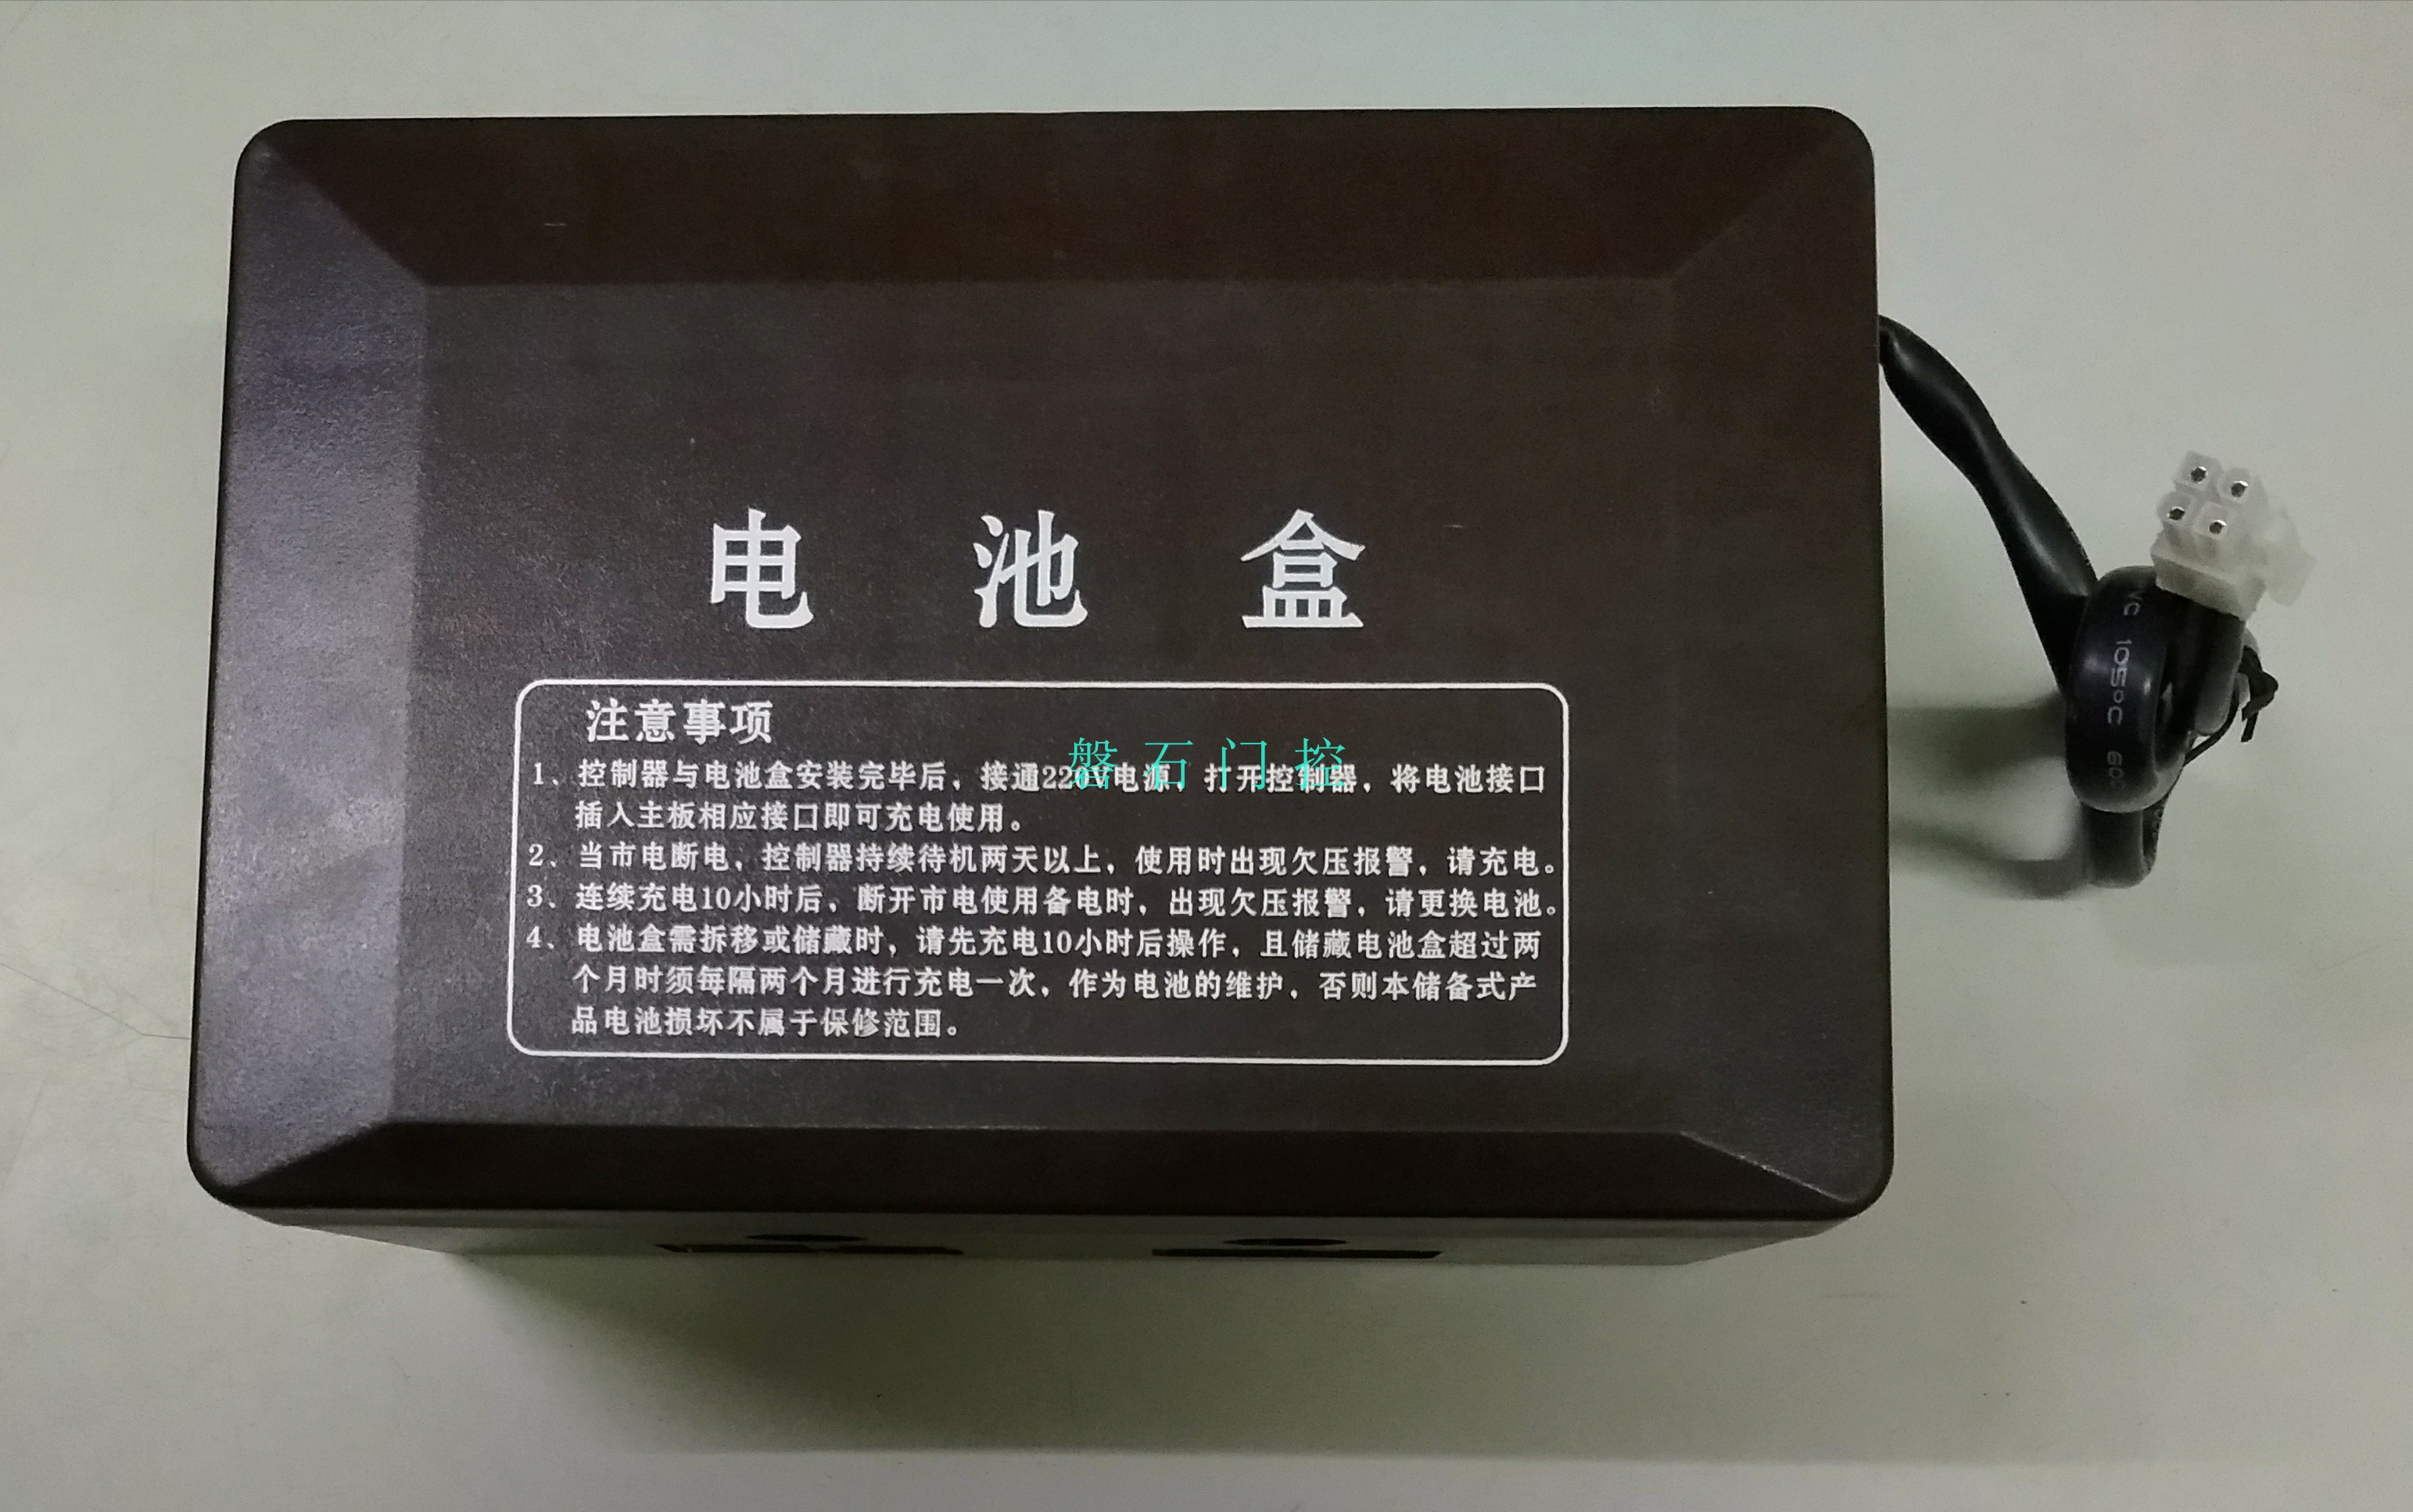 电池盒
注意事项
1、控制器与电池盒安装完毕后，接通220V电源，打开控制器，将电池接口
插入主板相应接口即可充电使用。
2、当市电断电，控制器持续待机两天以上，使用时出现欠压报警，请充电。
3、连续充电10小时后，断开市电使用备电时，出现欠压报警，请更换电池。
4、电池盒需拆移或储藏时，请先充电10小时后操作，且储藏电池盒超过两
个月时须每隔两个月进行充电一次，作为电池的维护，否则本储备式产
品电池损坏不属于保修范围。
磐石门控
VC 105°C 60